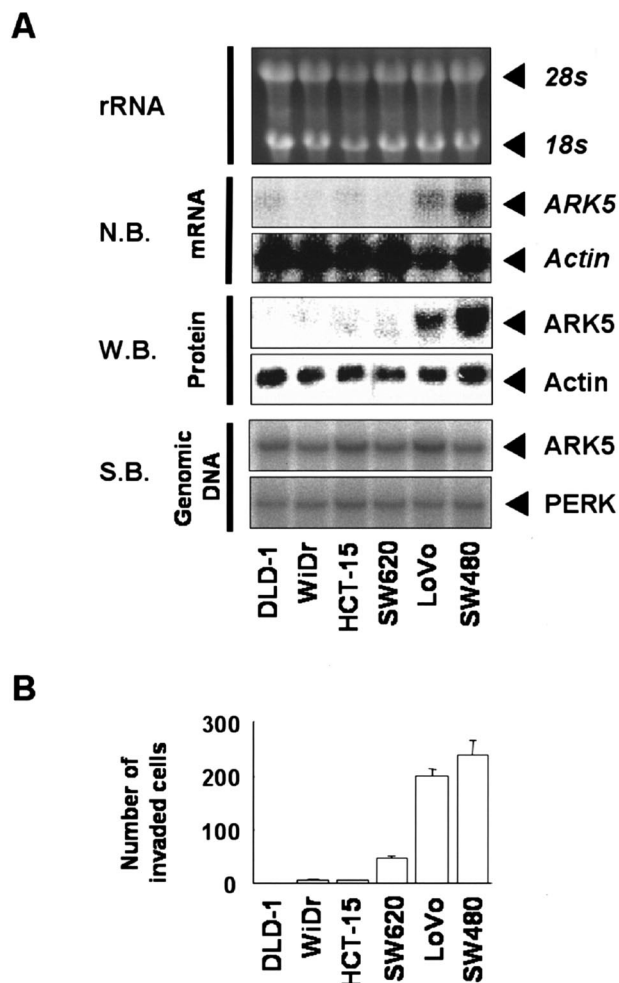 A
rRNA
28s
18s
N.B.
mRNA
ARK5
Actin
W.B.
Protein
ARK5
Actin
S.B.
Genomic
DNA
ARK5
PERK
DLD-1
WiDr
HCT-15
SW620
LoVo
SW480
B
Number of
invaded cells
300
200
100
0
DLD-1
WiDr
HCT-15
SW620
LoVo
SW480